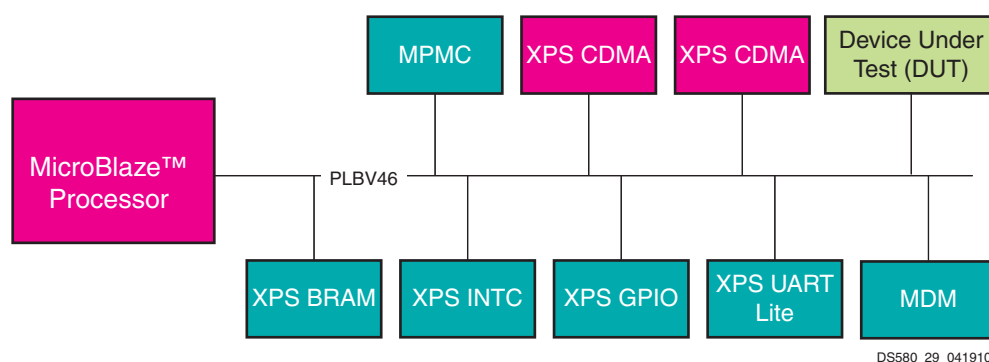 MPMC
XPS CDMA
XPS CDMA
Device Under
Test (DUT)
MicroBlaze™
Processor
PLBV46
XPS BRAM
XPS INTC
XPS GPIO
XPS UART
Lite
MDM
DS580_29_041910